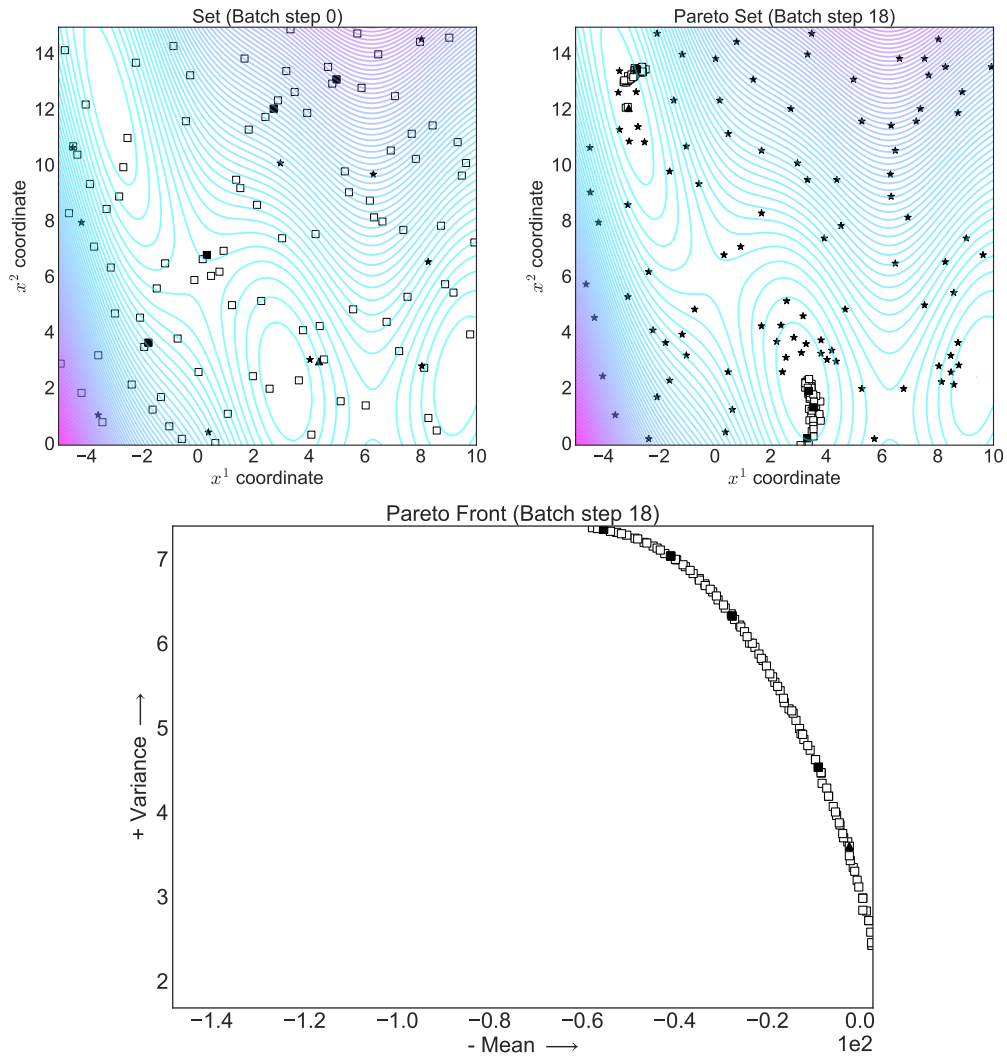 Set (Batch step 0)
14
12
10
8
6
4
2
0
x² coordinate
−4 −2 0 2 4 6 8 10
x¹ coordinate
Pareto Set (Batch step 18)
14
12
10
8
6
4
2
0
x² coordinate
−4 −2 0 2 4 6 8 10
x¹ coordinate
Pareto Front (Batch step 18)
7
6
5
4
3
2
+ Variance →
−1.4 −1.2 −1.0 −0.8 −0.6 −0.4 −0.2 0.0
1e2
- Mean →